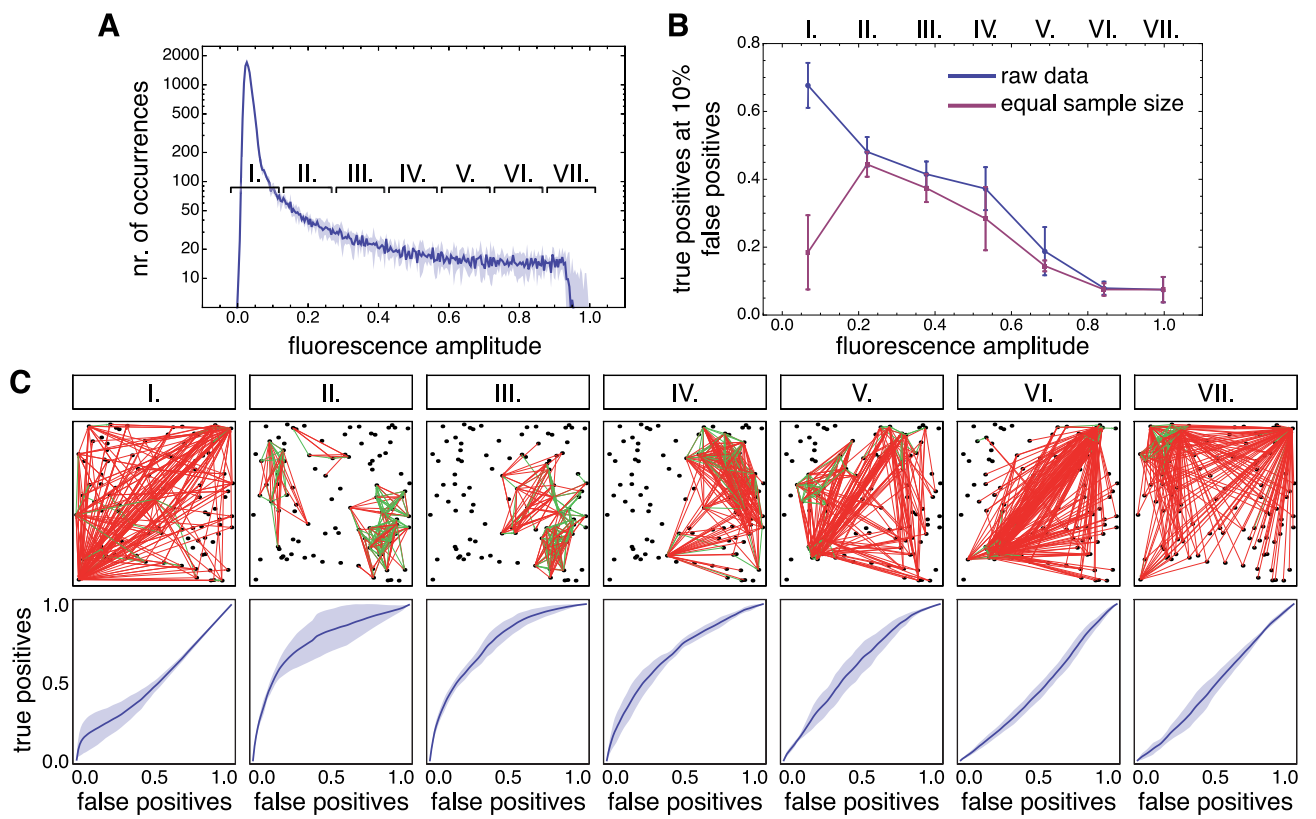 A
nr. of occurrences
2000
1000
500
200
100
50
20
10
I. II. III. IV. V. VI. VII.
0.0 0.2 0.4 0.6 0.8 1.0
fluorescence amplitude
B
I. II. III. IV. V. VI. VII.
true positives at 10%
false positives
0.8
0.6
0.4
0.2
0.0
raw data
equal sample size
0.0 0.2 0.4 0.6 0.8 1.0
fluorescence amplitude
C
I. II. III. IV. V. VI. VII.
true positives
1.0
0.5
0.0
0.0 0.5 1.0 0.0 0.5 1.0 0.0 0.5 1.0 0.0 0.5 1.0 0.0 0.5 1.0 0.0 0.5 1.0 0.0 0.5 1.0
false positives false positives false positives false positives false positives false positives false positives